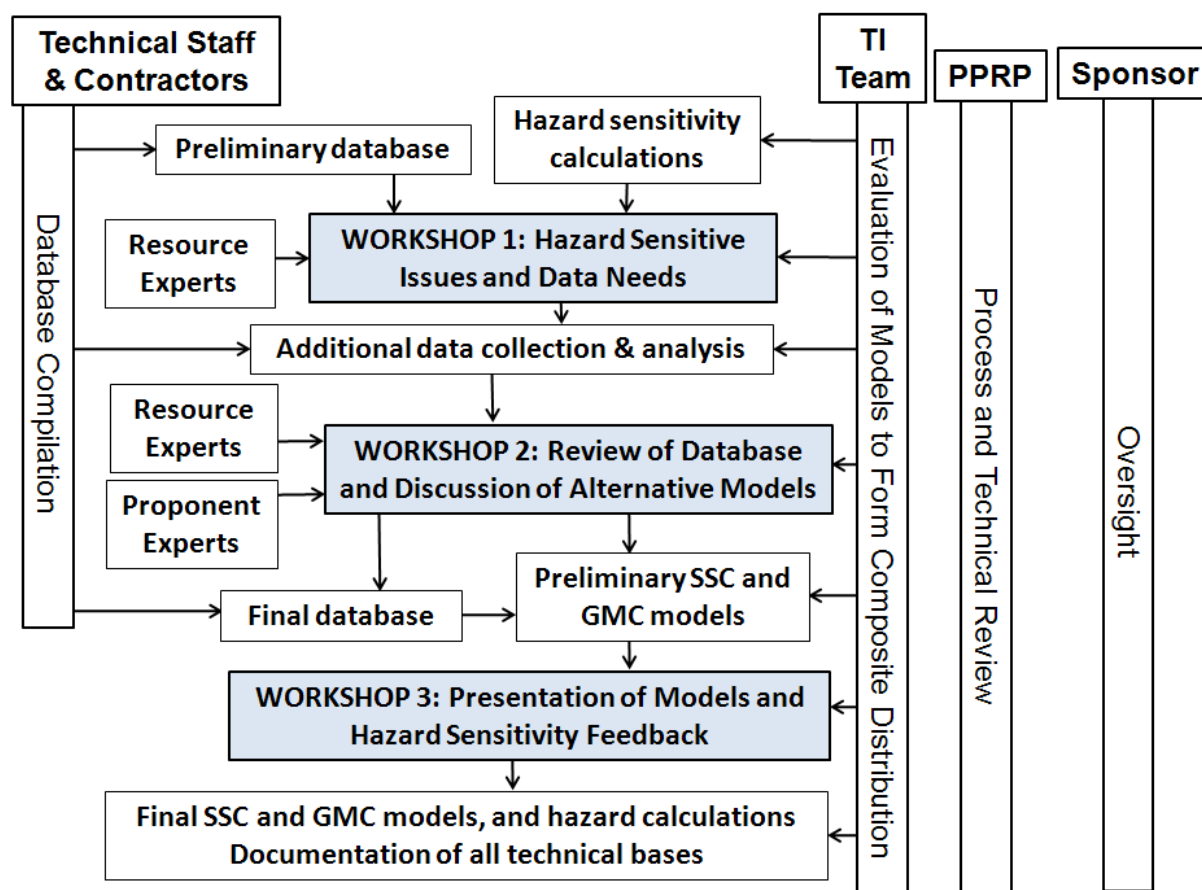 Technical Staff
& Contractors
TI
Team
PPRP
Sponsor
Database Compilation
Preliminary database
Hazard sensitivity
calculations
Resource
Experts
WORKSHOP 1: Hazard Sensitive
Issues and Data Needs
Additional data collection & analysis
Resource
Experts
Proponent
Experts
WORKSHOP 2: Review of Database
and Discussion of Alternative Models
Final database
Preliminary SSC and
GMC models
WORKSHOP 3: Presentation of Models and
Hazard Sensitivity Feedback
Final SSC and GMC models, and hazard calculations
Documentation of all technical bases
Evaluation of Models to Form Composite Distribution
Process and Technical Review
Oversight